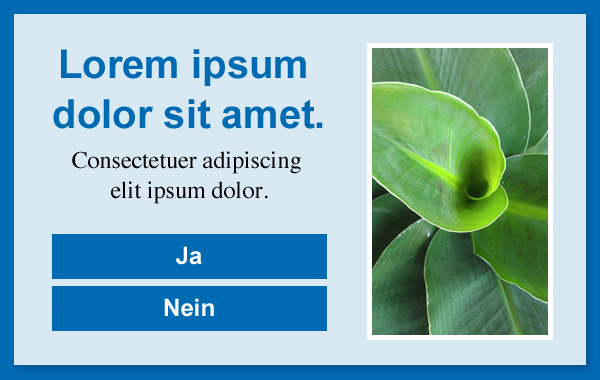 Lorem ipsum
dolor sit amet.
Consectetuer adipiscing
elit ipsum dolor.
Ja
Nein